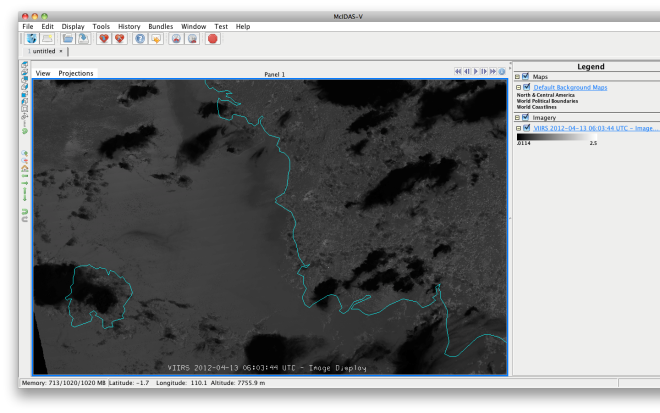 McIDAS-V
File Edit Display Tools History Bundles Window Test Help
1 untitled ×
View Projections
Panel 1
Legend
Maps
Default Background Maps
North & Central America
World Political Boundaries
World Coastlines
Imagery
VIIRS 2012-04-13 06:03:44 UTC - Image...
.0114 2.5
VIIRS 2012-04-13 06:03:44 UTC - Image Display
Memory: 713/1020/1020 MB Latitude: -1.7 Longitude: 110.1 Altitude: 7755.9 m